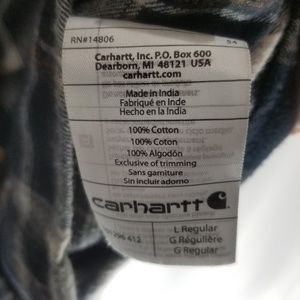 RN#14806
Carhartt, Inc. P.O. Box 600
Dearborn, MI 48121 USA
carhartt.com
Made in India
Fabriqué en Inde
Hecho en la India
100% Cotton
100% Coton
100% Algodón
Exclusive of trimming
Sans garniture
Sin incluir adorno
carhartt
412
L Regular
G Régulière
G Regular